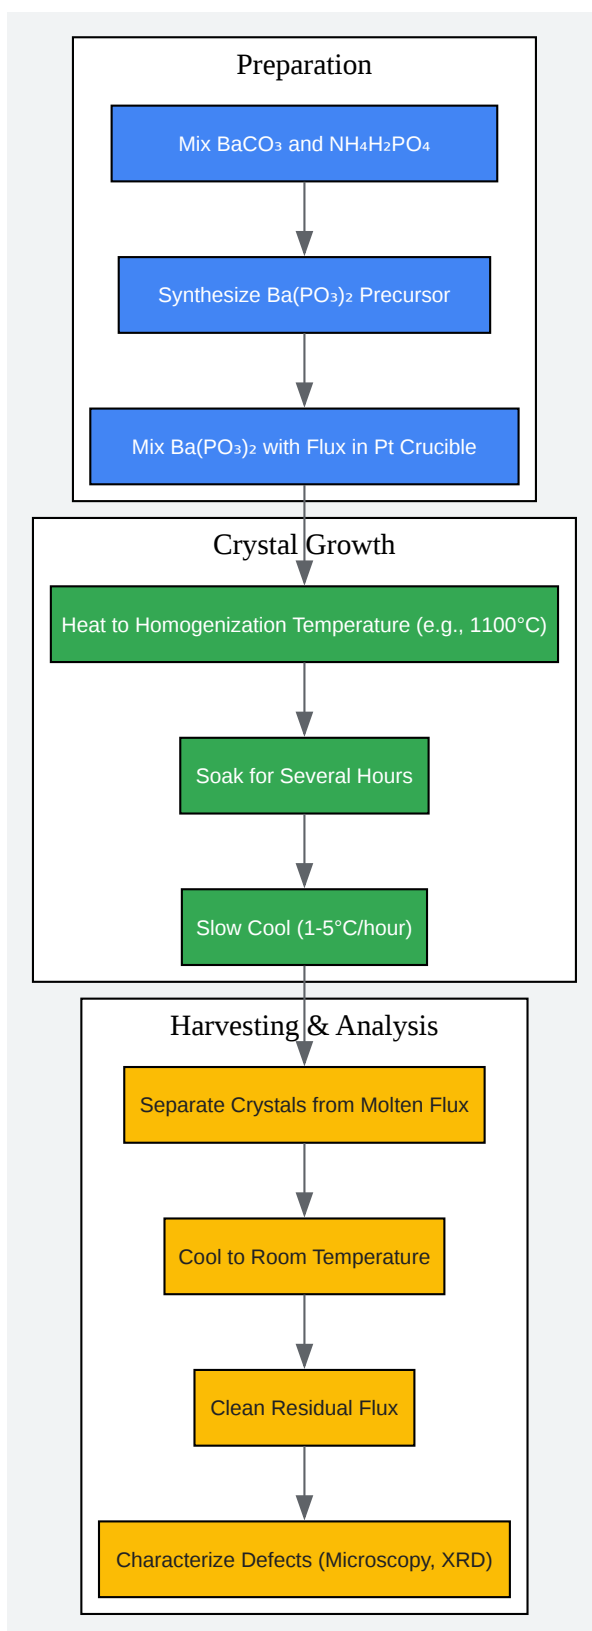 Preparation
Mix BaCO₃ and NH₄H₂PO₄
Synthesize Ba(PO₃)₂ Precursor
Mix Ba(PO₃)₂ with Flux in Pt Crucible
Crystal Growth
Heat to Homogenization Temperature (e.g., 1100°C)
Soak for Several Hours
Slow Cool (1-5°C/hour)
Harvesting & Analysis
Separate Crystals from Molten Flux
Cool to Room Temperature
Clean Residual Flux
Characterize Defects (Microscopy, XRD)